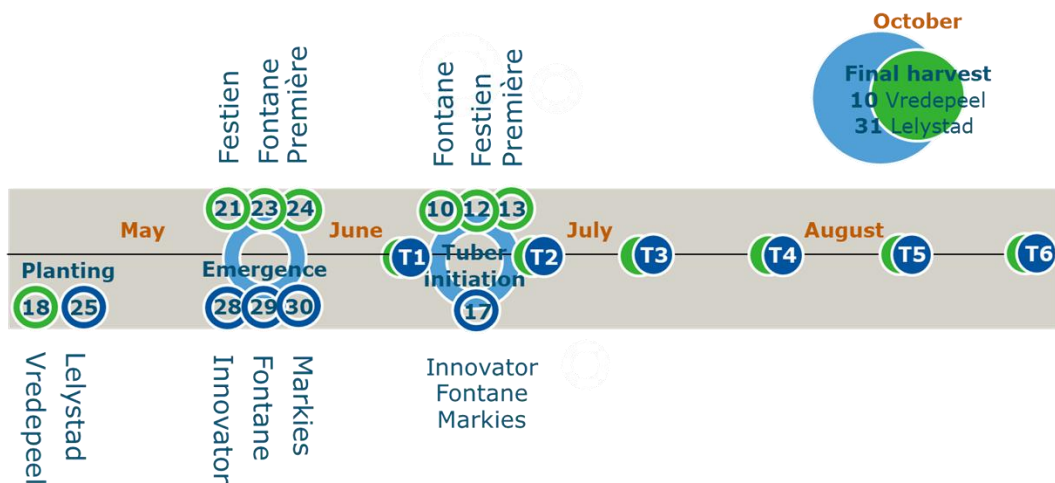 October
Final harvest
10 Vredepeel
31 Lelystad
Festien
Fontane
Première
Fontane
Festien
Première
21
23
24
10
12
13
May
June
July
August
T1
T2
T3
T4
T5
T6
Planting
Emergence
Tuber
initiation
18
25
28
29
30
17
Vredepeel
Lelystad
Innovator
Fontane
Markies
Innovator
Fontane
Markies